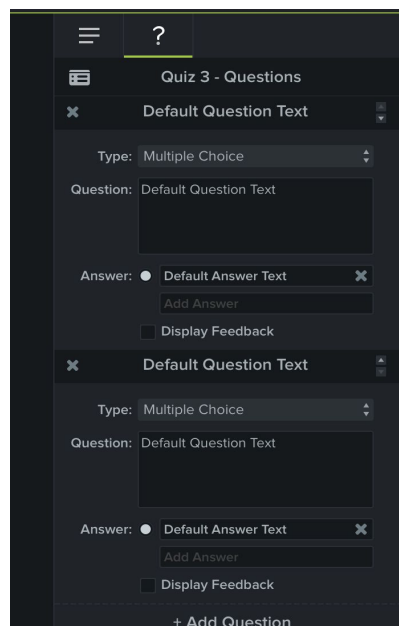 ?
Quiz 3 - Questions
Default Question Text
Type: Multiple Choice
Question: Default Question Text
Answer: Default Answer Text
Add Answer
Display Feedback
Default Question Text
Type: Multiple Choice
Question: Default Question Text
Answer: Default Answer Text
Add Answer
Display Feedback
+ Add Question